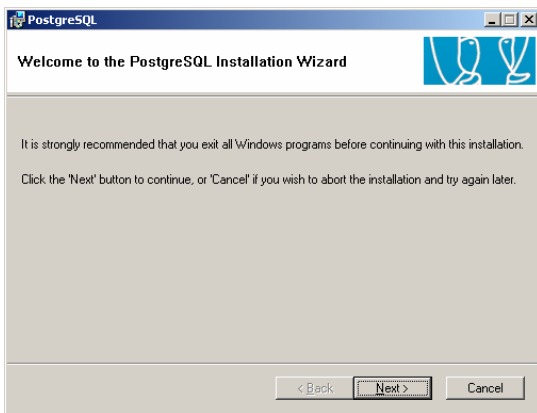 PostgreSQL
Welcome to the PostgreSQL Installation Wizard
It is strongly recommended that you exit all Windows programs before continuing with this installation.
Click the 'Next' button to continue, or 'Cancel' if you wish to abort the installation and try again later.
< Back
Next >
Cancel